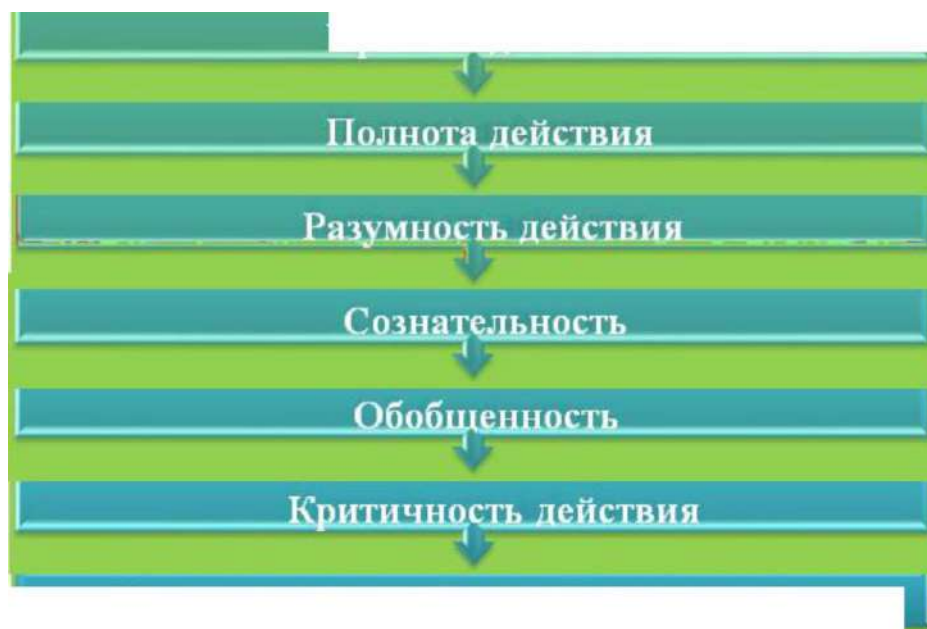 Полнота действия
Разумность действия
Сознательность
Обобщенность
Критичность действия